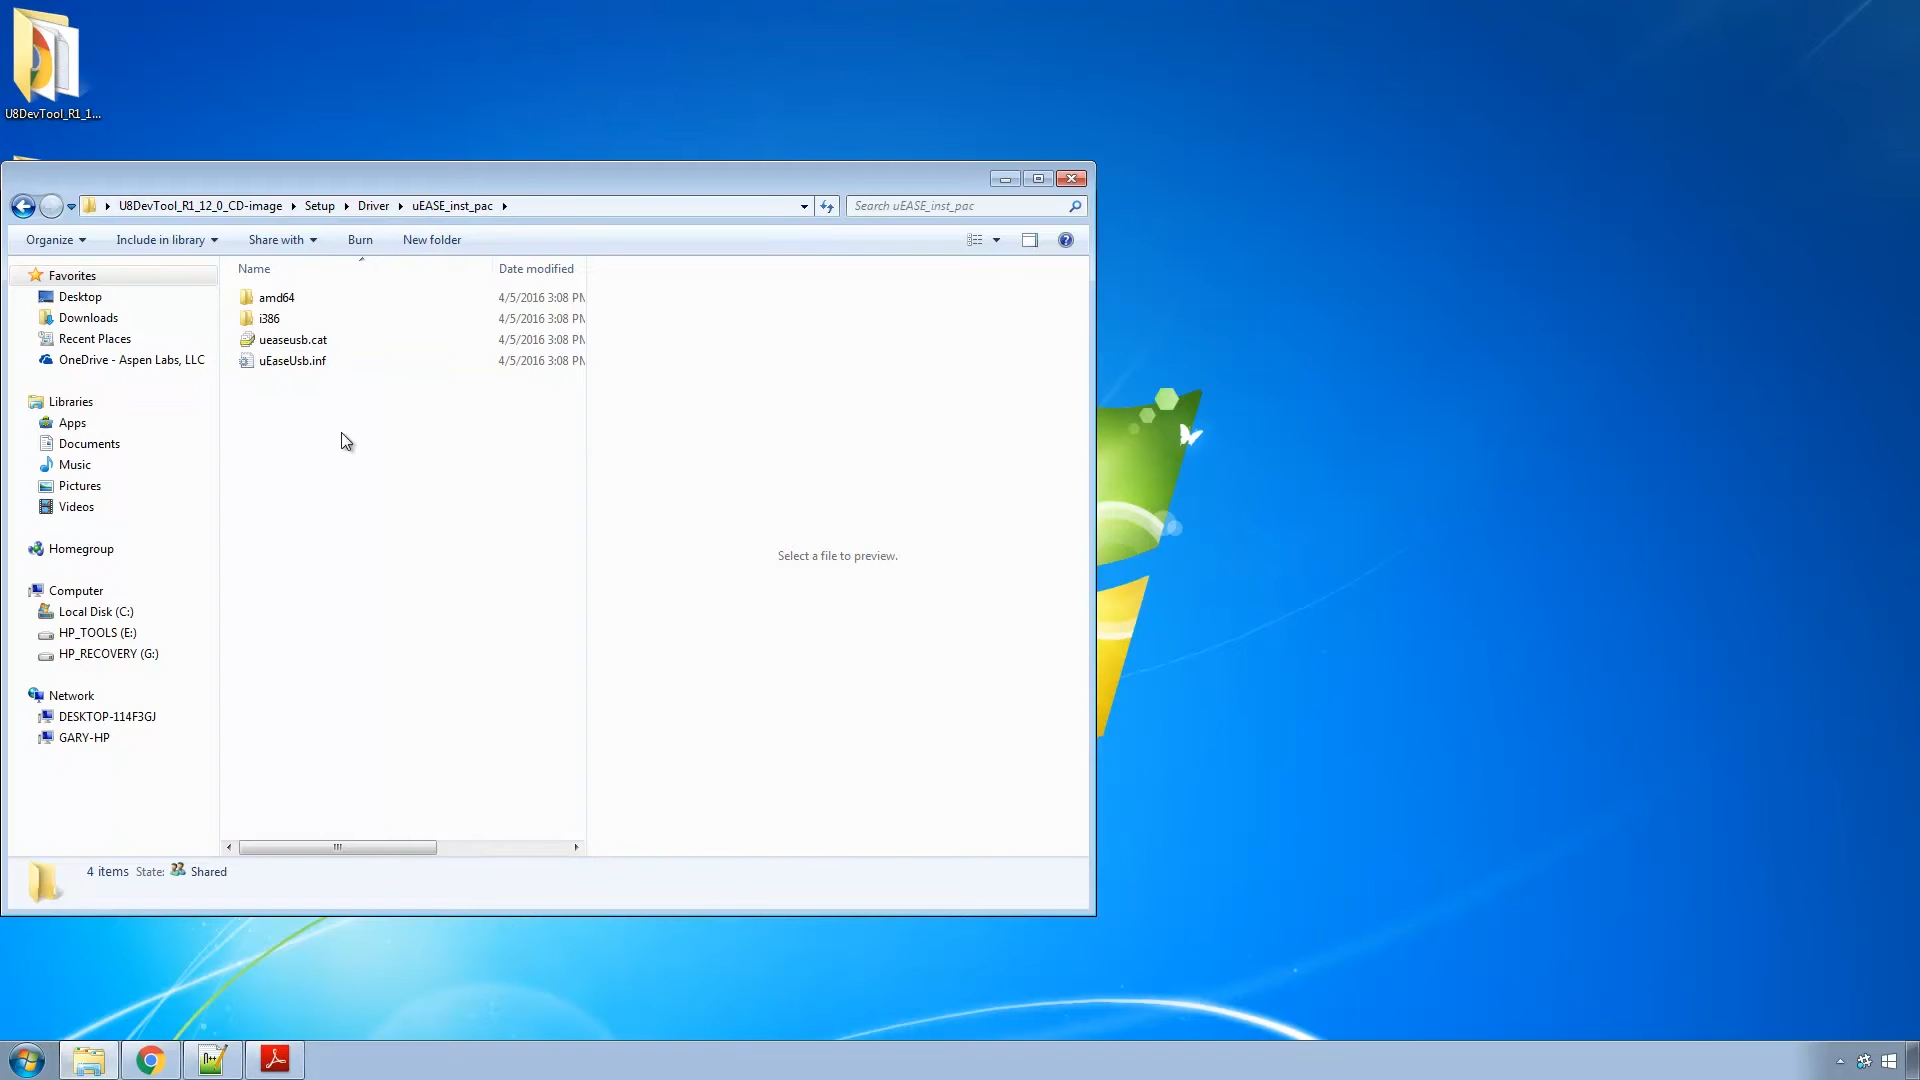 U8DevTool_R1_1...
U8DevTool_R1_12_0_CD-image Setup Driver uEASE_inst_pac
Search uEASE_inst_pac
Organize Include in library Share with Burn New folder
Name Date modified
Favorites
Desktop
Downloads
Recent Places
OneDrive - Aspen Labs, LLC
Libraries
Apps
Documents
Music
Pictures
Videos
Homegroup
Computer
Local Disk (C:)
HP_TOOLS (E:)
HP_RECOVERY (G:)
Network
DESKTOP-114F3GJ
GARY-HP
amd64 4/5/2016 3:08 PM
i386 4/5/2016 3:08 PM
ueaseusb.cat 4/5/2016 3:08 PM
uEaseUsb.inf 4/5/2016 3:08 PM
Select a file to preview.
4 items State: Shared